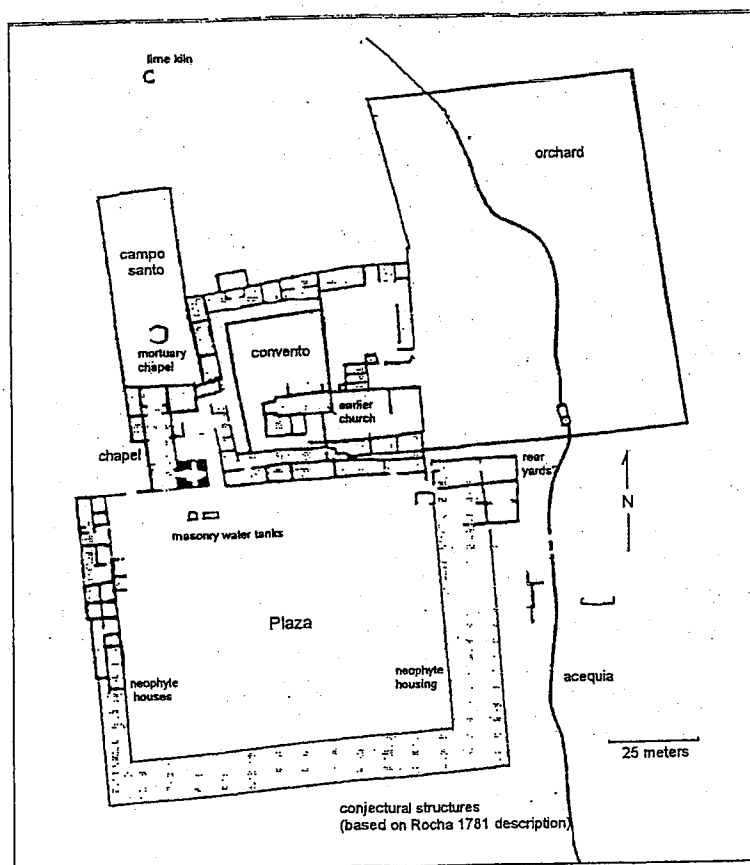 lime kiln
orchard
campo
santo
mortuary
chapel
convento
earlier
church
chapel
rear
yards?
N
masonry water tanks
Plaza
neophyte
houses
neophyte
housing
acequia
25 meters
conjectural structures
(based on Rocha 1781 description)